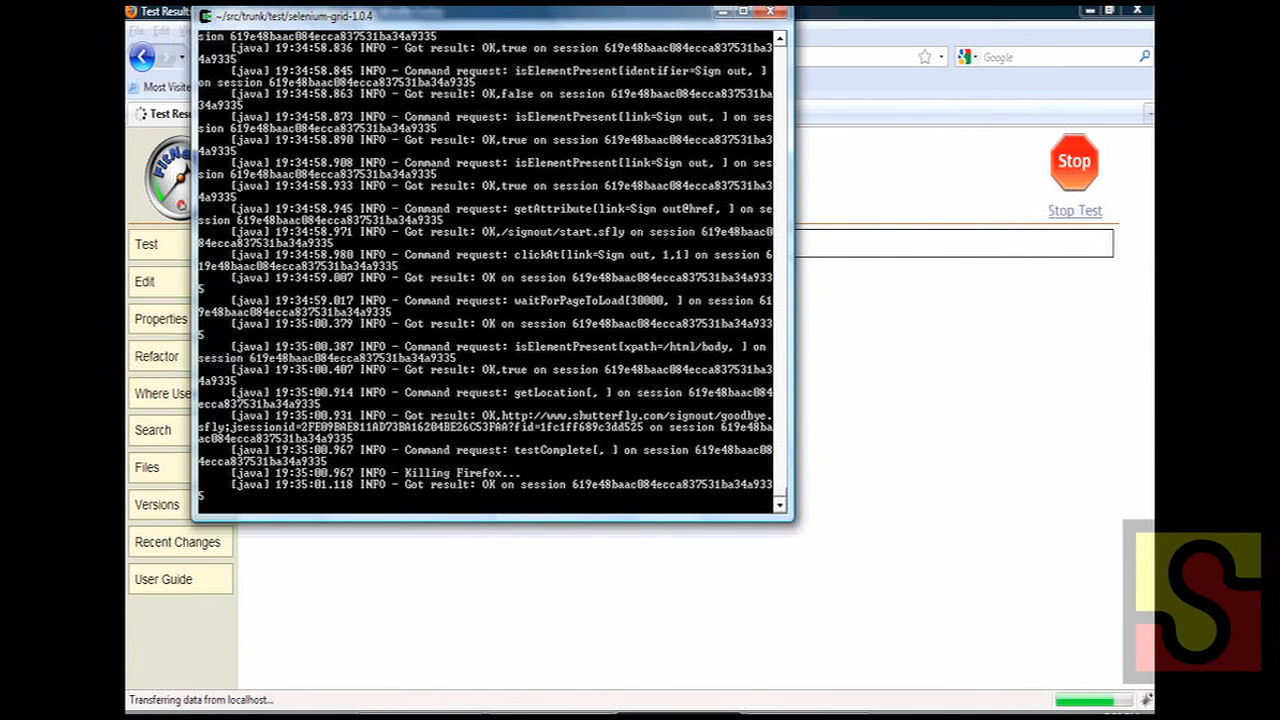 Test Results
~/src/trunk/test/selenium-grid-1.0.4
File Edit
Google
Most Visite
Test Resu
sion 619e48baac084ecca837531ba34a9335
[java] 19:34:58.836 INFO - Got result: OK,true on session 619e48baac084ecca837531ba3
4a9335
[java] 19:34:58.845 INFO - Command request: isElementPresent[identifier=Sign out, ]
on session 619e48baac084ecca837531ba34a9335
[java] 19:34:58.863 INFO - Got result: OK,false on session 619e48baac084ecca837531ba
34a9335
[java] 19:34:58.873 INFO - Command request: isElementPresent[link=Sign out, ] on ses
sion 619e48baac084ecca837531ba34a9335
[java] 19:34:58.890 INFO - Got result: OK,true on session 619e48baac084ecca837531ba3
4a9335
[java] 19:34:58.908 INFO - Command request: isElementPresent[link=Sign out, ] on ses
sion 619e48baac084ecca837531ba34a9335
[java] 19:34:58.933 INFO - Got result: OK,true on session 619e48baac084ecca837531ba3
4a9335
[java] 19:34:58.945 INFO - Command request: getAttribute[link=Sign out@href, ] on se
ssion 619e48baac084ecca837531ba34a9335
[java] 19:34:58.971 INFO - Got result: OK,/signout/start.sfly on session 619e48baac0
84ecca837531ba34a9335
[java] 19:34:58.980 INFO - Command request: clickAt[link=Sign out, 1,1] on session 6
19e48baac084ecca837531ba34a9335
[java] 19:34:59.007 INFO - Got result: OK on session 619e48baac084ecca837531ba34a933
5
[java] 19:34:59.017 INFO - Command request: waitForPageToLoad[30000, ] on session 61
9e48baac084ecca837531ba34a9335
[java] 19:35:00.379 INFO - Got result: OK on session 619e48baac084ecca837531ba34a933
5
[java] 19:35:00.387 INFO - Command request: isElementPresent[xpath=/html/body, ] on
session 619e48baac084ecca837531ba34a9335
[java] 19:35:00.407 INFO - Got result: OK,true on session 619e48baac084ecca837531ba3
4a9335
[java] 19:35:00.914 INFO - Command request: getLocation[, ] on session 619e48baac084
ecca837531ba34a9335
[java] 19:35:00.931 INFO - Got result: OK,http://www.shutterfly.com/signout/goodbye.
sfly;jsessionid=2FE09BAE811AD73BA16204BE26C53FAA?fid=1fc1ff689c3dd525 on session 619e48ba
ac084ecca837531ba34a9335
[java] 19:35:00.967 INFO - Command request: testComplete[, ] on session 619e48baac08
4ecca837531ba34a9335
[java] 19:35:00.967 INFO - Killing Firefox...
[java] 19:35:01.118 INFO - Got result: OK on session 619e48baac084ecca837531ba34a933
5
Stop
Stop Test
FitNe
Test
Edit
Properties
Refactor
Where Use
Search
Files
Versions
Recent Changes
User Guide
S
Transferring data from localhost...